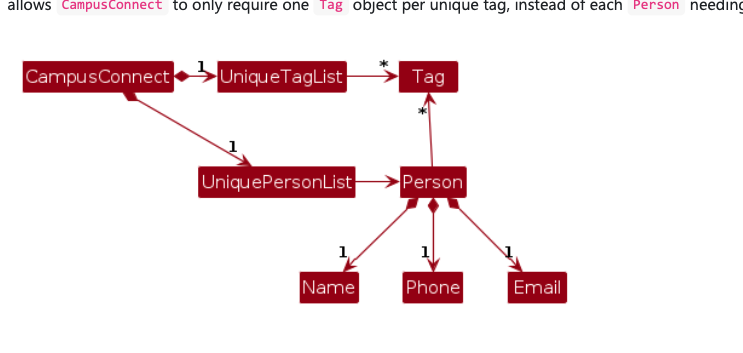 allows CampusConnect to only require one Tag object per unique tag, instead of each Person needing
1 *
CampusConnect UniqueTagList Tag
*
1
UniquePersonList Person
1 1 1
Name Phone Email